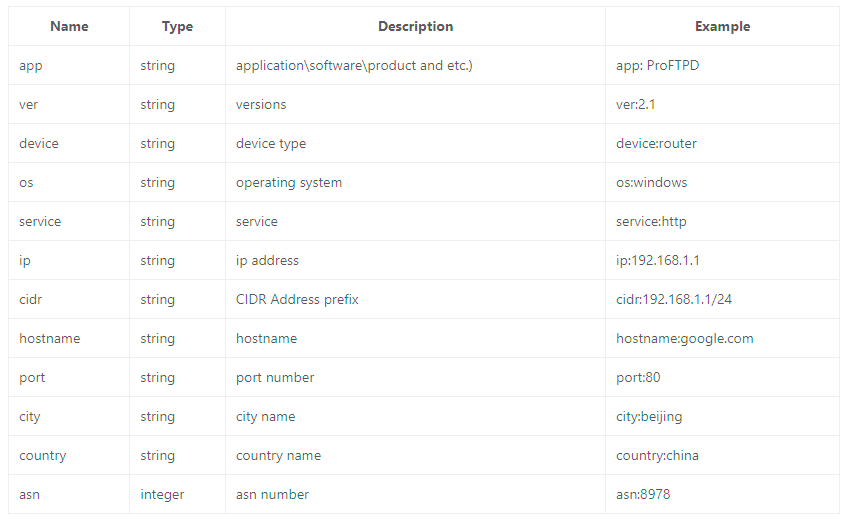 Name Type Description Example
app string application\software\product and etc.) app: ProFTPD
ver string versions ver:2.1
device string device type device:router
os string operating system os:windows
service string service service:http
ip string ip address ip:192.168.1.1
cidr string CIDR Address prefix cidr:192.168.1.1/24
hostname string hostname hostname:google.com
port string port number port:80
city string city name city:beijing
country string country name country:china
asn integer asn number asn:8978